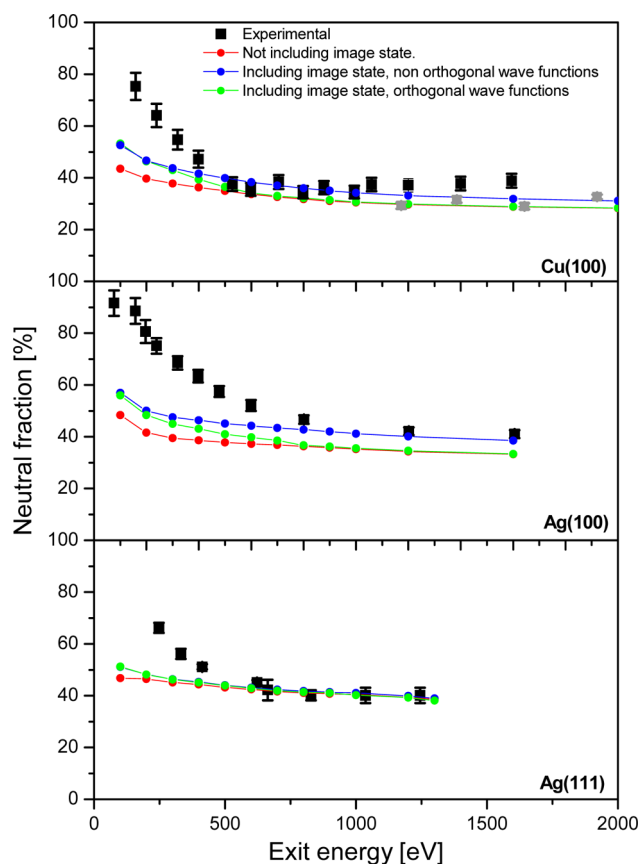 100
Experimental
Not including image state.
Including image state, non orthogonal wave functions
Including image state, orthogonal wave functions
80
60
40
20
Cu(100)
100
80
60
40
20
Ag(100)
100
80
60
40
20
0
Ag(111)
0 500 1000 1500 2000
Exit energy [eV]
Neutral fraction [%]